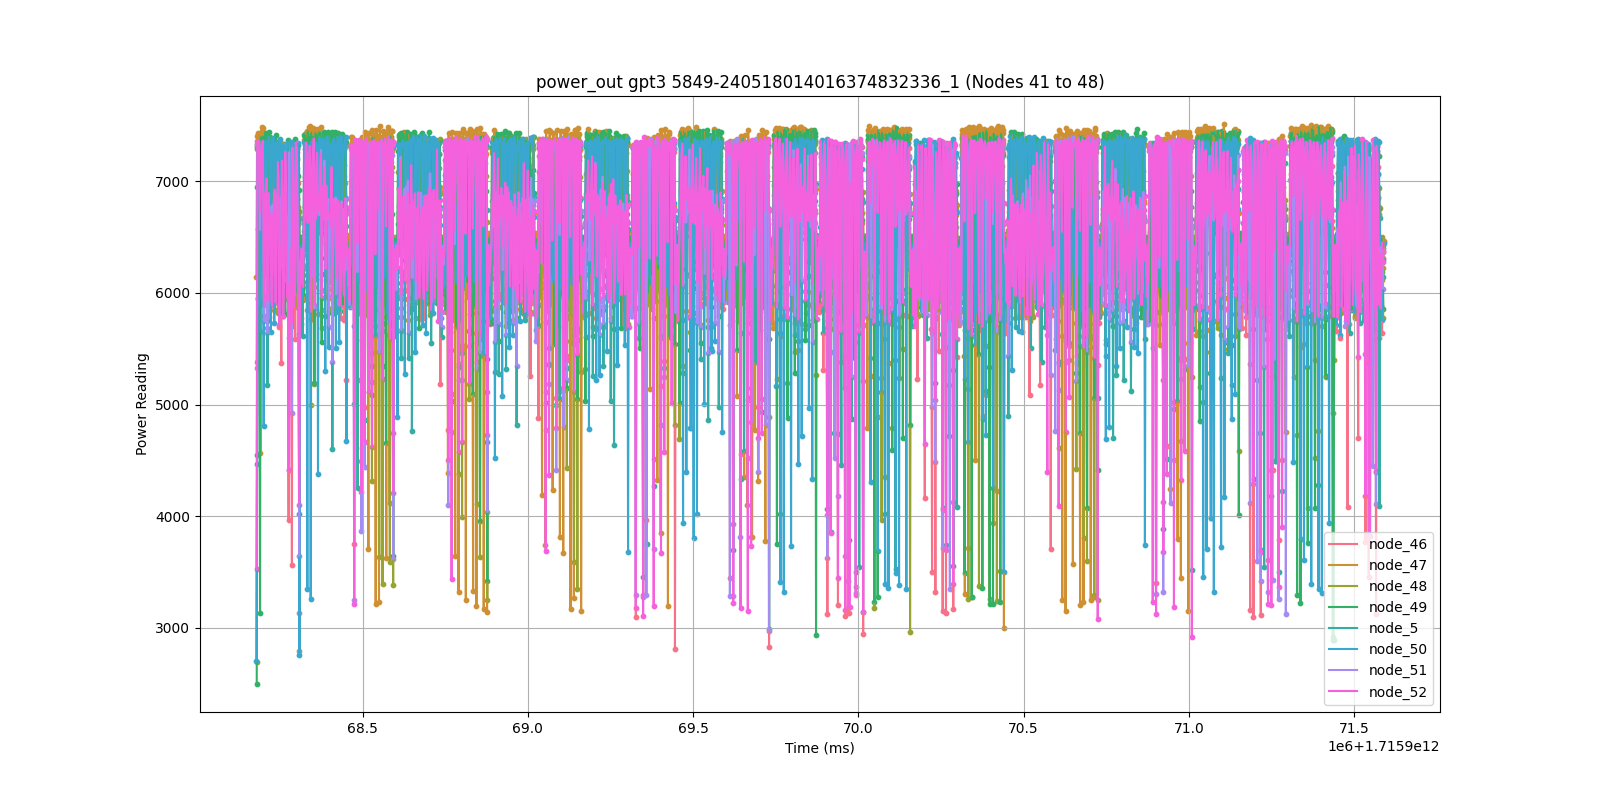 power_out gpt3 5849-240518014016374832336_1 (Nodes 41 to 48)
Power Reading
7000
6000
5000
4000
3000
68.5 69.0 69.5 70.0 70.5 71.0 71.5
Time (ms)
1e6+1.7159e12
node_46
node_47
node_48
node_49
node_5
node_50
node_51
node_52